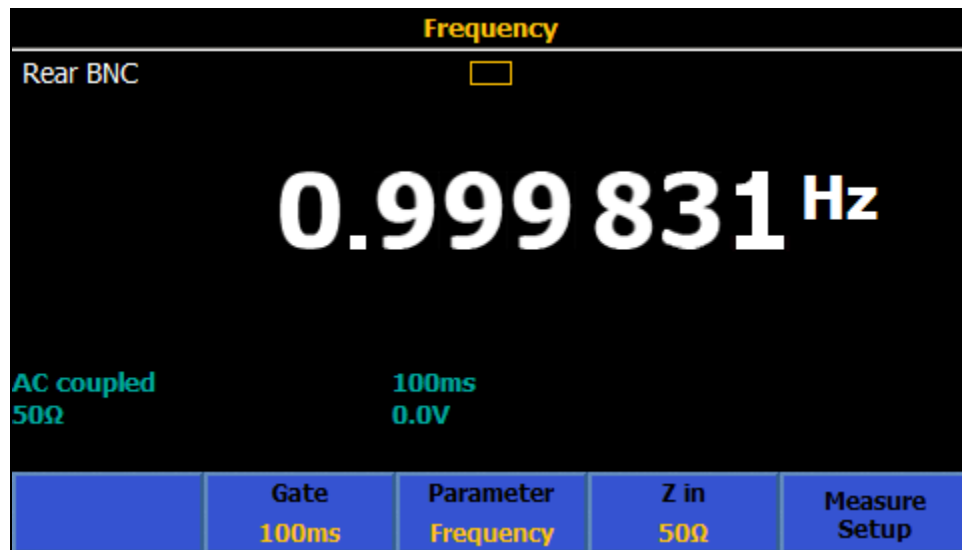 Frequency
Rear BNC
0.999 831 Hz
AC coupled 100ms
50Ω 0.0V
Gate Parameter Z in Measure
100ms Frequency 50Ω Setup